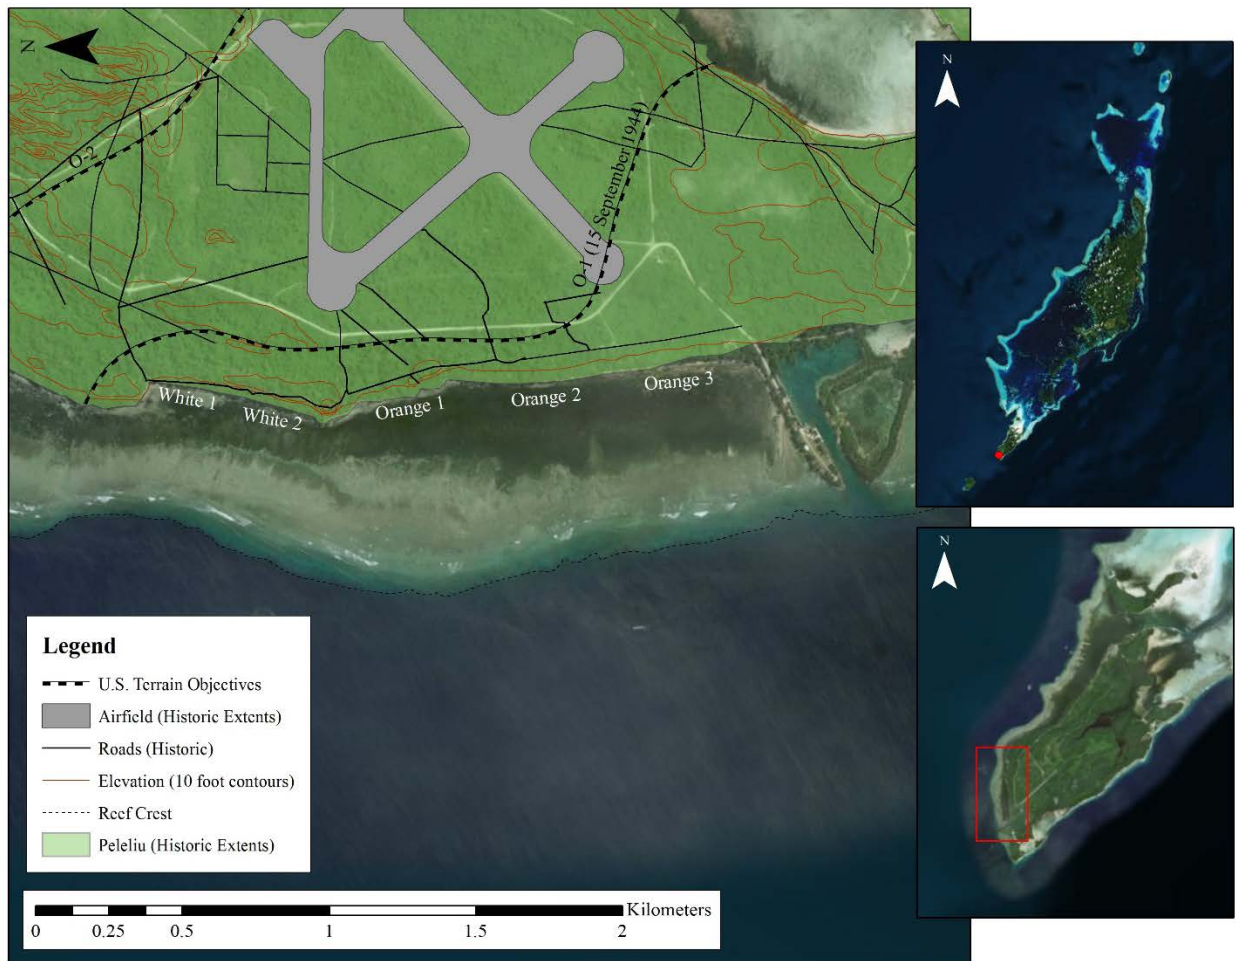 N
N
O-2
O-1 (15 September 1944)
White 1
White 2
Orange 1
Orange 2
Orange 3
N
Legend
U.S. Terrain Objectives
Airfield (Historic Extents)
Roads (Historic)
Elevation (10 foot contours)
Reef Crest
Peleliu (Historic Extents)
Kilometers
0 0.25 0.5 1 1.5 2